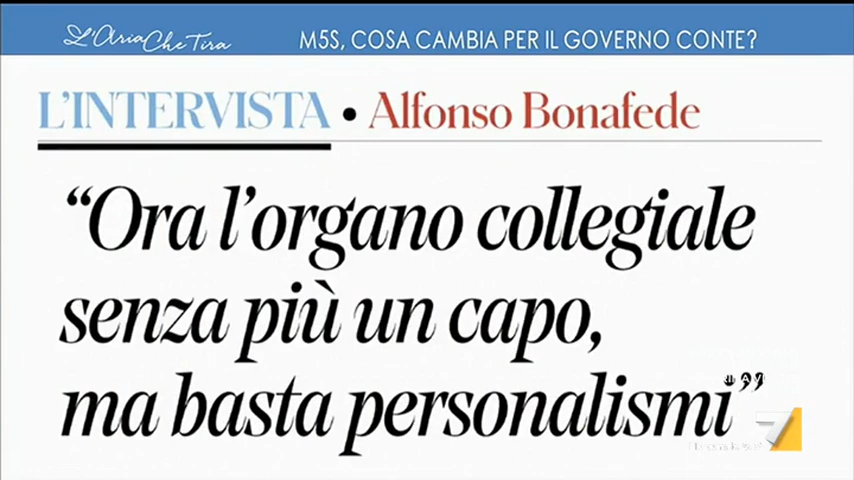 L'Aria Che Tira
M5S, COSA CAMBIA PER IL GOVERNO CONTE?
L'INTERVISTA • Alfonso Bonafede
“Ora l’organo collegiale
senza più un capo,
ma basta personalismi”
7